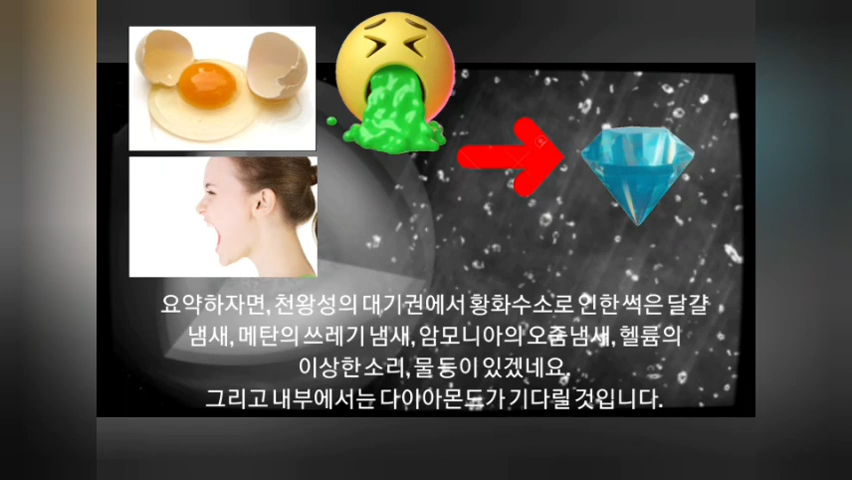 요약하자면, 천왕성의 대기권에서 황화수소로 인한 썩은 달걀
냄새, 메탄의 쓰레기 냄새, 암모니아의 오줌 냄새, 헬륨의
이상한 소리, 물 등이 있겠네요.
그리고 내부에서는 다이아몬드가 기다릴 것입니다.